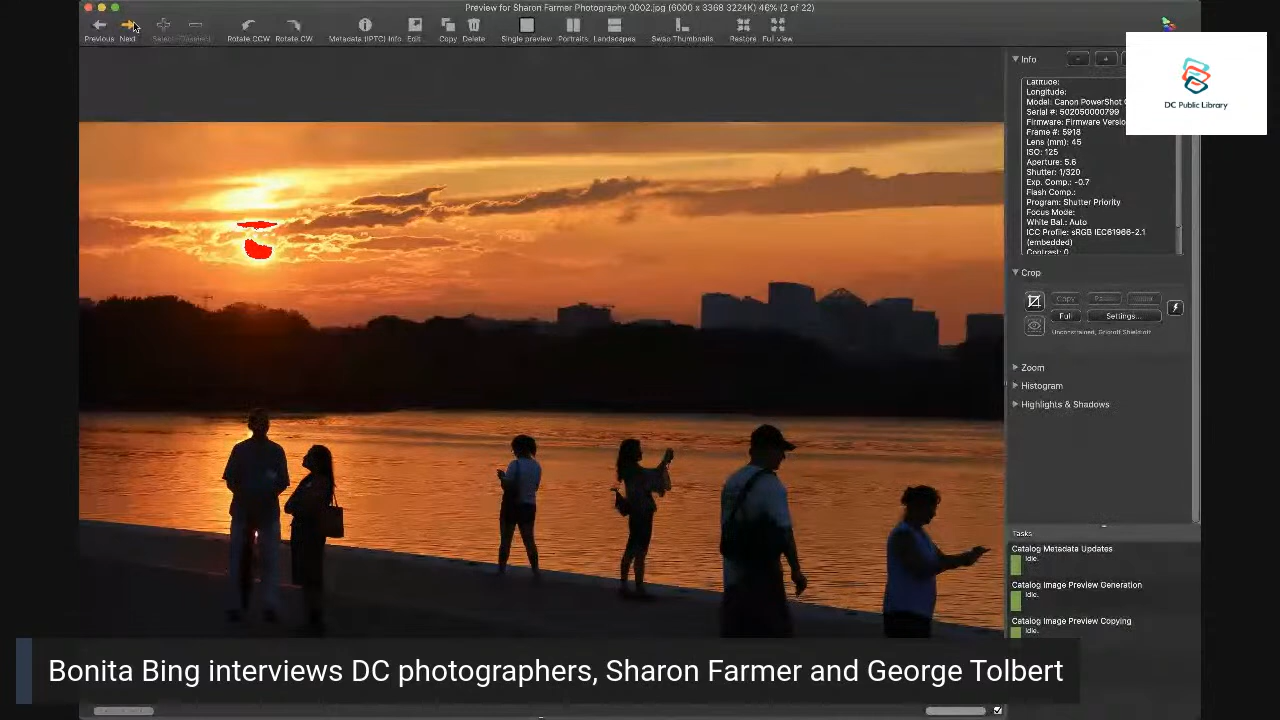 Preview for Sharon Farmer Photography 0002.jpg (6000 x 3368 3224K) 46% (2 of 22)
Previous Next Rotate CCW Rotate CW Metadata (IPTC) Info Edit Copy Delete Single preview Portraits Landscapes Swap Thumbnails Restore Full view
Info
Latitude:
Longitude:
Model: Canon PowerShot
Serial #: 502050000799
Firmware: Firmware Versio
Frame #: 5918
Lens (mm): 45
ISO: 125
Aperture: 5.6
Shutter: 1/320
Exp. Comp.: -0.7
Flash Comp.:
Program: Shutter Priority
Focus Mode:
White Bal.: Auto
ICC Profile: sRGB IEC61966-2.1
(embedded)
Contrast: 0
DC Public Library
Crop
Copy
Full Settings...
Zoom
Histogram
Highlights & Shadows
Tasks
Catalog Metadata Updates
Idle.
Catalog Image Preview Generation
Idle.
Catalog Image Preview Copying
Idle.
Bonita Bing interviews DC photographers, Sharon Farmer and George Tolbert